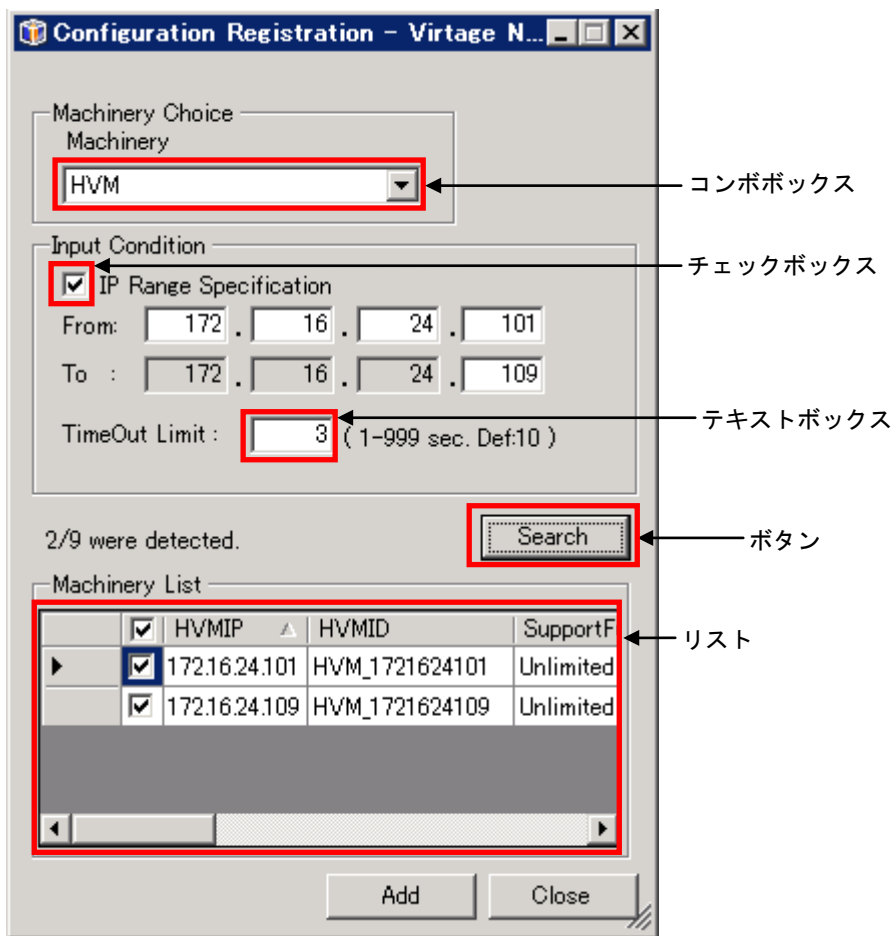 Configuration Registration - Virtage N...
Machinery Choice
Machinery
HVM
コンボボックス
Input Condition
チェックボックス
IP Range Specification
From: 172 . 16 . 24 . 101
To : 172 . 16 . 24 . 109
テキストボックス
TimeOut Limit : 3 ( 1-999 sec. Def:10 )
2/9 were detected.
Search
ボタン
Machinery List
HVMIP HVMID SupportF
リスト
172.16.24.101 HVM_1721624101 Unlimited
172.16.24.109 HVM_1721624109 Unlimited
Add Close